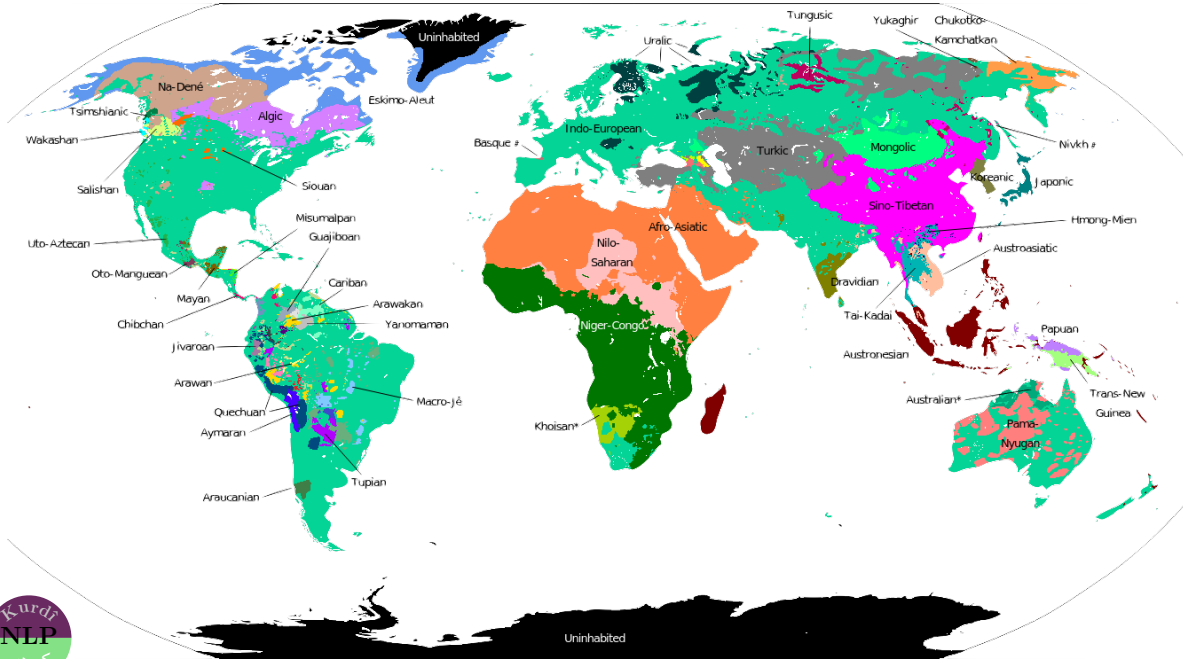 Uninhabited
Tungusic
Yukaghir
Chukotko-
Kamchatkan
Uralic
Na-Dené
Eskimo-Aleut
Tsimshianic
Algic
Wakashan
Indo-European
Basque #
Turkic
Mongolic
Nivkh #
Koreanic
Japonic
Salishan
Siouan
Sino-Tibetan
Misumalpan
Guajiboan
Hmong-Mien
Uto-Aztecan
Afro-Asiatic
Nilo-
Saharan
Austroasiatic
Oto-Manguean
Mayan
Cariban
Dravidian
Arawakan
Chibchan
Yanomaman
Niger-Congo
Tai-Kadai
Papuan
Jivaroan
Austronesian
Arawan
Macro-Jê
Trans-New
Guinea
Australian*
Quechuan
Aymaran
Khoisan*
Pama-
Nyugan
Tupian
Araucanian
Kurdî
NLP
Uninhabited